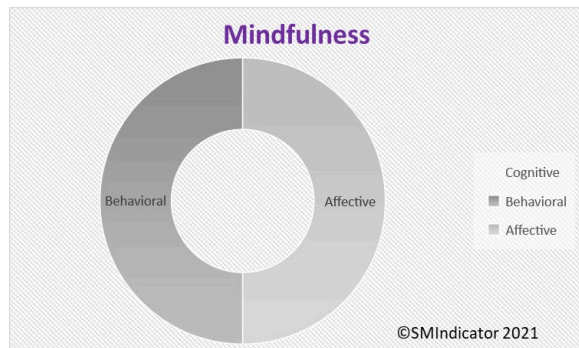 Mindfulness
Behavioral
Affective
Cognitive
Behavioral
Affective
©SMIndicator 2021